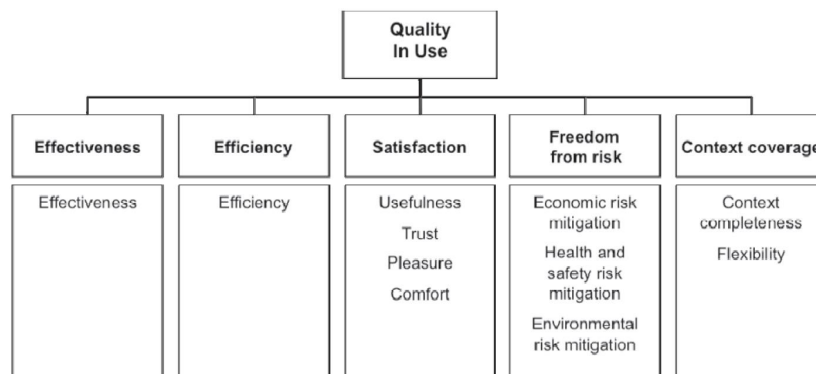 Quality
In Use
Effectiveness
Efficiency
Satisfaction
Freedom
from risk
Context coverage
Effectiveness
Efficiency
Usefulness
Trust
Pleasure
Comfort
Economic risk
mitigation
Health and
safety risk
mitigation
Environmental
risk mitigation
Context
completeness
Flexibility